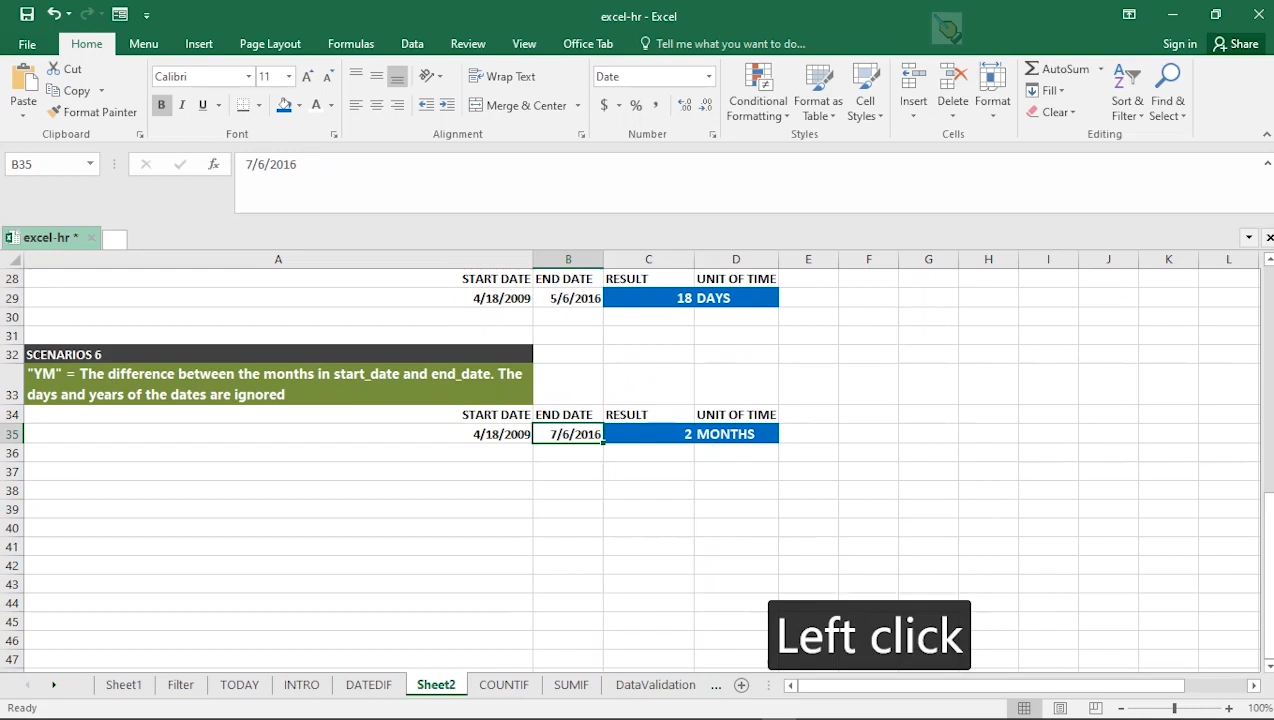 excel-hr - Excel
File Home Menu Insert Page Layout Formulas Data Review View Office Tab Tell me what you want to do... Sign in Share
Paste Cut Copy Format Painter Clipboard
Calibri 11 B I U A A A Font
Wrap Text Merge & Center Alignment
Date $ % , Number
Conditional Formatting Format as Table Cell Styles Styles
Insert Delete Format Cells
AutoSum Fill Clear Sort & Filter Find & Select Editing
B35 fx 7/6/2016
excel-hr *
A B C D E F G H I J K L
28 START DATE END DATE RESULT UNIT OF TIME
29 4/18/2009 5/6/2016 18 DAYS
30
31
32 SCENARIOS 6
"YM" = The difference between the months in start_date and end_date. The
33 days and years of the dates are ignored
34 START DATE END DATE RESULT UNIT OF TIME
35 4/18/2009 7/6/2016 2 MONTHS
36
37
38
39
40
41
42
43
44
45
46
47
Left click
Sheet1 Filter TODAY INTRO DATEDIF Sheet2 COUNTIF SUMIF DataValidation ...
Ready 100%